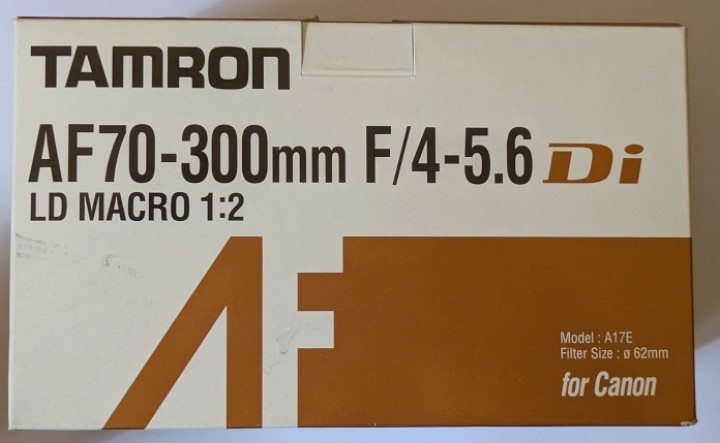 TAMRON
AF70-300mm F/4-5.6 Di
LD MACRO 1:2
AF
Model : A17E
Filter Size : ø 62mm
for Canon